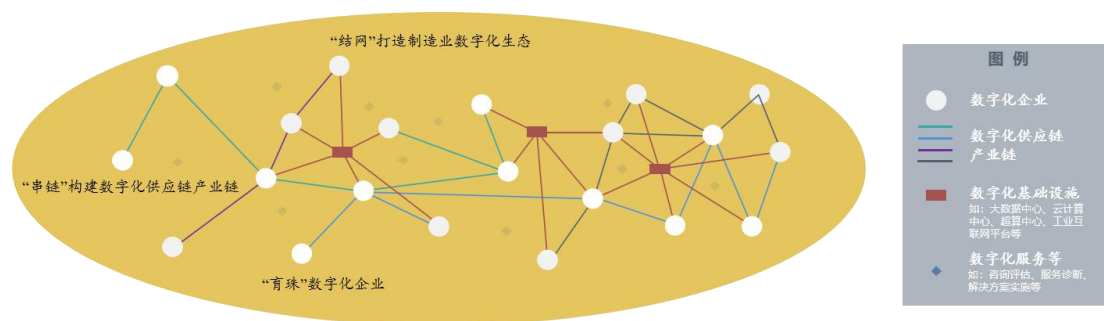 “结网”打造制造业数字化生态
“串链”构建数字化供应链产业链
“育珠”数字化企业
图 例
数字化企业
数字化供应链
产业链
数字化基础设施
如：大数据中心、云计算
中心、超算中心、工业互
联网平台等
数字化服务等
如：咨询评估、服务诊断、
解决方案实施等